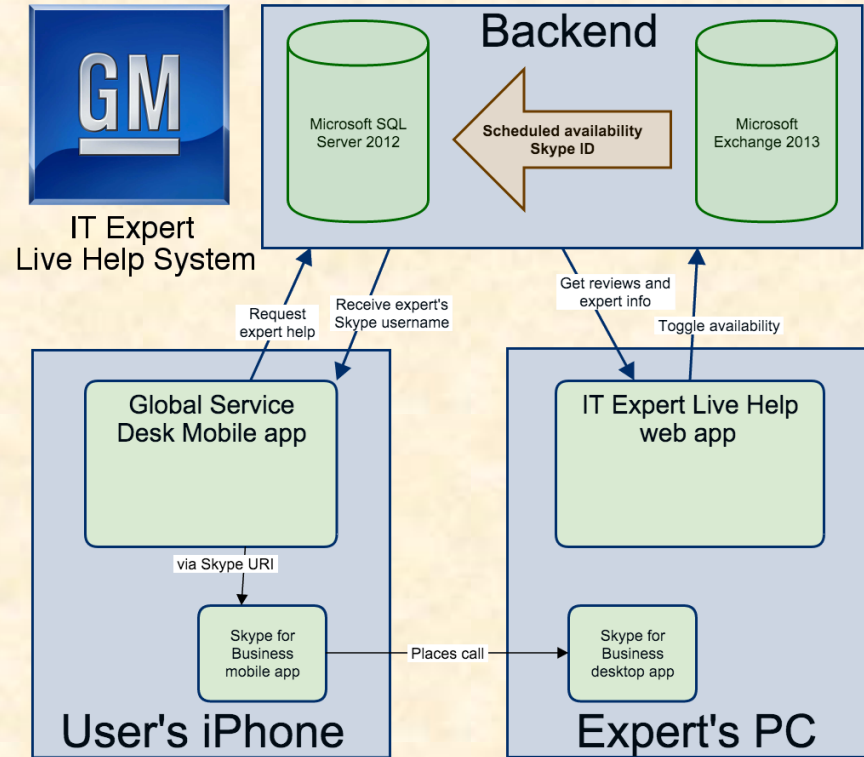 GM
IT Expert
Live Help System
Backend
Microsoft SQL
Server 2012
Scheduled availability
Skype ID
Microsoft
Exchange 2013
Request
expert help
Receive expert's
Skype username
Get reviews and
expert info
Toggle availability
Global Service
Desk Mobile app
via Skype URI
Skype for
Business
mobile app
User's iPhone
Places call
IT Expert Live Help
web app
Skype for
Business
desktop app
Expert's PC